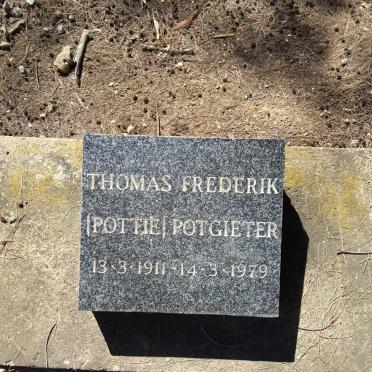 THOMAS FREDERIK
(POTTIE) POTGIETER
13·3·1911-14·3·1979